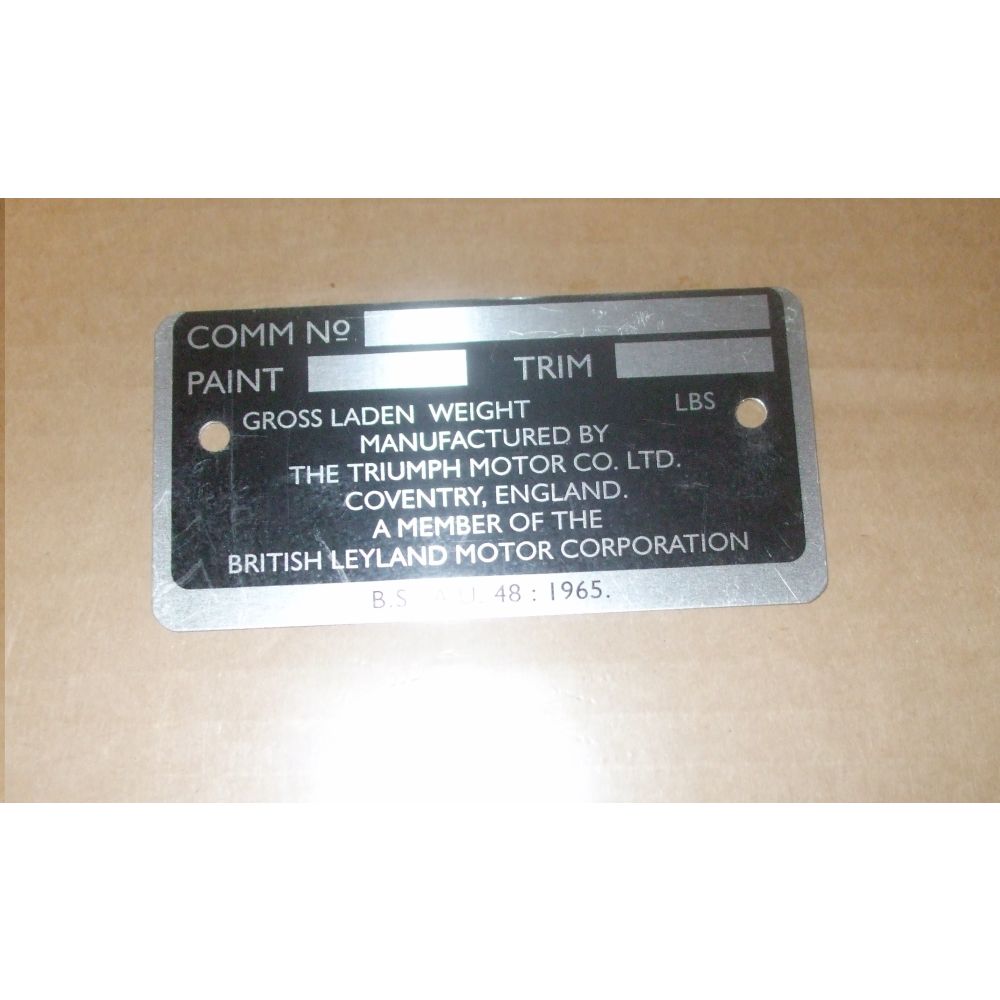 COMM Nº
PAINT TRIM
GROSS LADEN WEIGHT LBS
MANUFACTURED BY
THE TRIUMPH MOTOR CO. LTD.
COVENTRY, ENGLAND.
A MEMBER OF THE
BRITISH LEYLAND MOTOR CORPORATION
B.S. A.U. 48 : 1965.